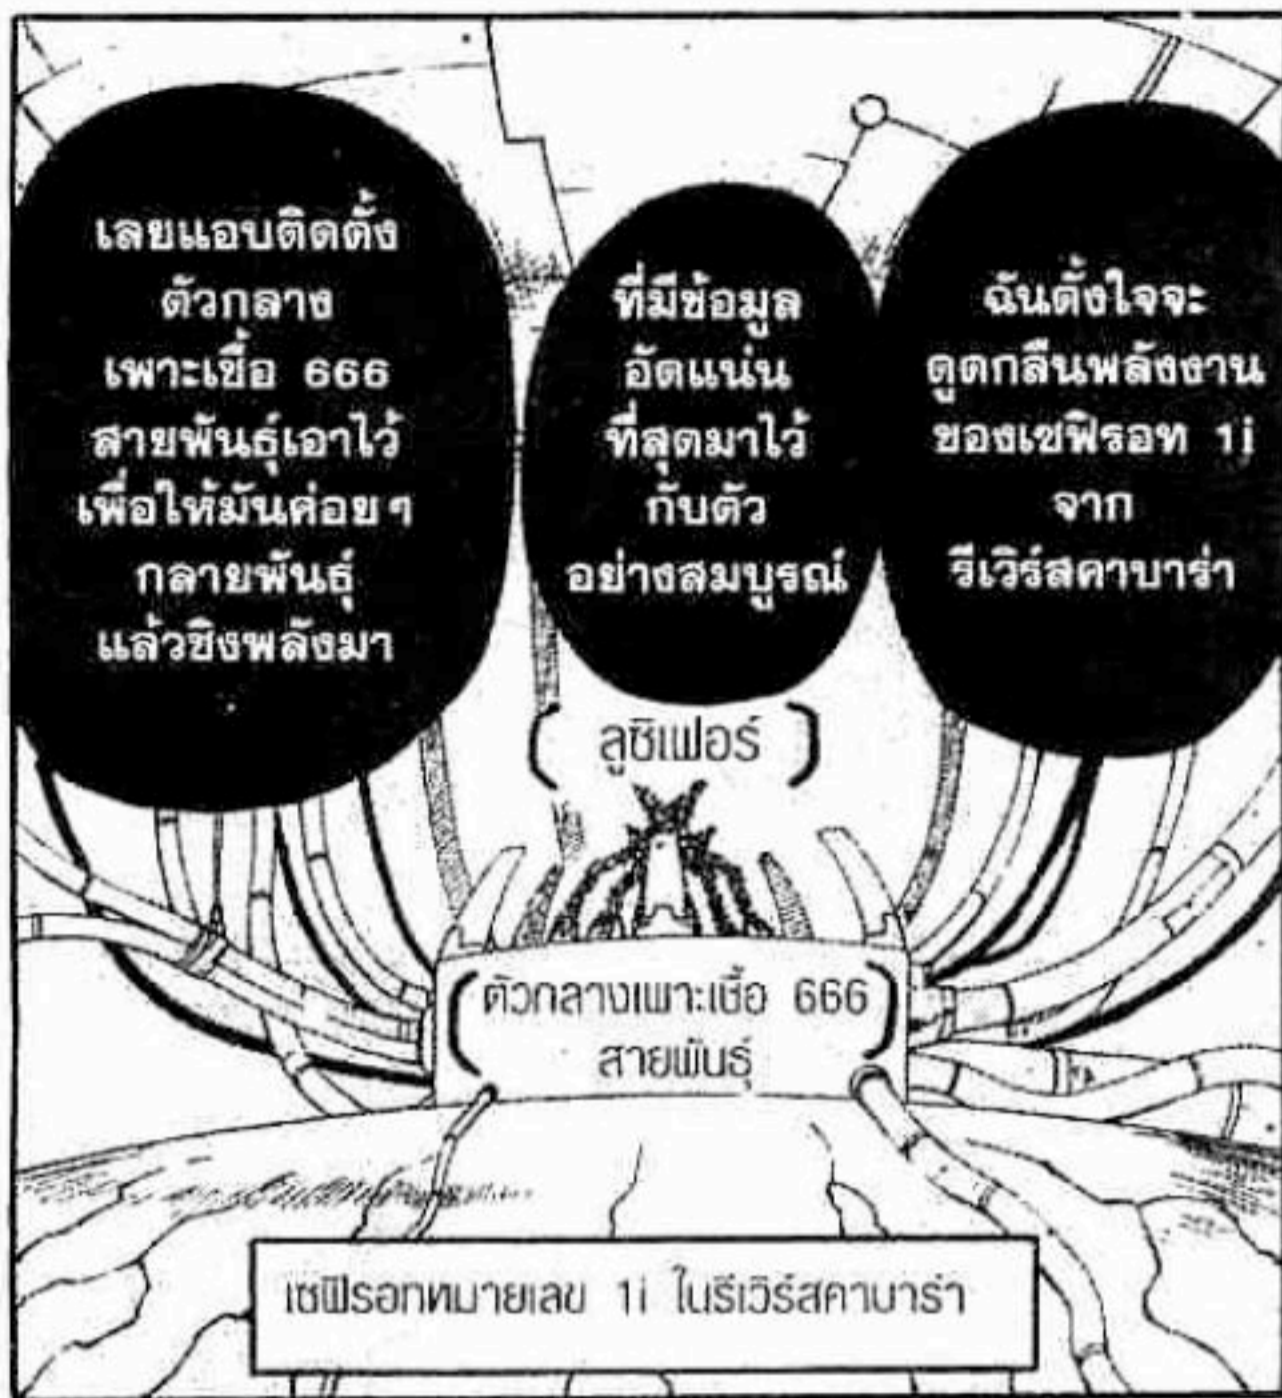 ฉันตั้งใจจะ
ดูดกลืนพลังงาน
ของเซฟิรอท 1i
จาก
รีเวิร์สคาบาร่า
ที่มีข้อมูล
อัดแน่น
ที่สุดมาไว้
กับตัว
อย่างสมบูรณ์
เลยแอบติดตั้ง
ตัวกลาง
เพาะเชื้อ 666
สายพันธุ์เอาไว้
เพื่อให้มันค่อยๆ
กลายพันธุ์
แล้วชิงพลังมา
(ลูซิเฟอร์)
(ตัวกลางเพาะเชื้อ 666
สายพันธุ์)
เซฟิรอทหมายเลข 1i ในรีเวิร์สคาบาร่า